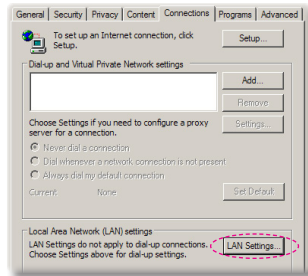 General Security Privacy Content Connections Programs Advanced
To set up an Internet connection, click
Setup.
Setup...
Dial-up and Virtual Private Network settings
Add...
Remove
Choose Settings if you need to configure a proxy
server for a connection.
Settings...
Never dial a connection
Dial whenever a network connection is not present
Always dial my default connection
Current None
Set Default
Local Area Network (LAN) settings
LAN Settings do not apply to dial-up connections.
Choose Settings above for dial-up settings.
LAN Settings...